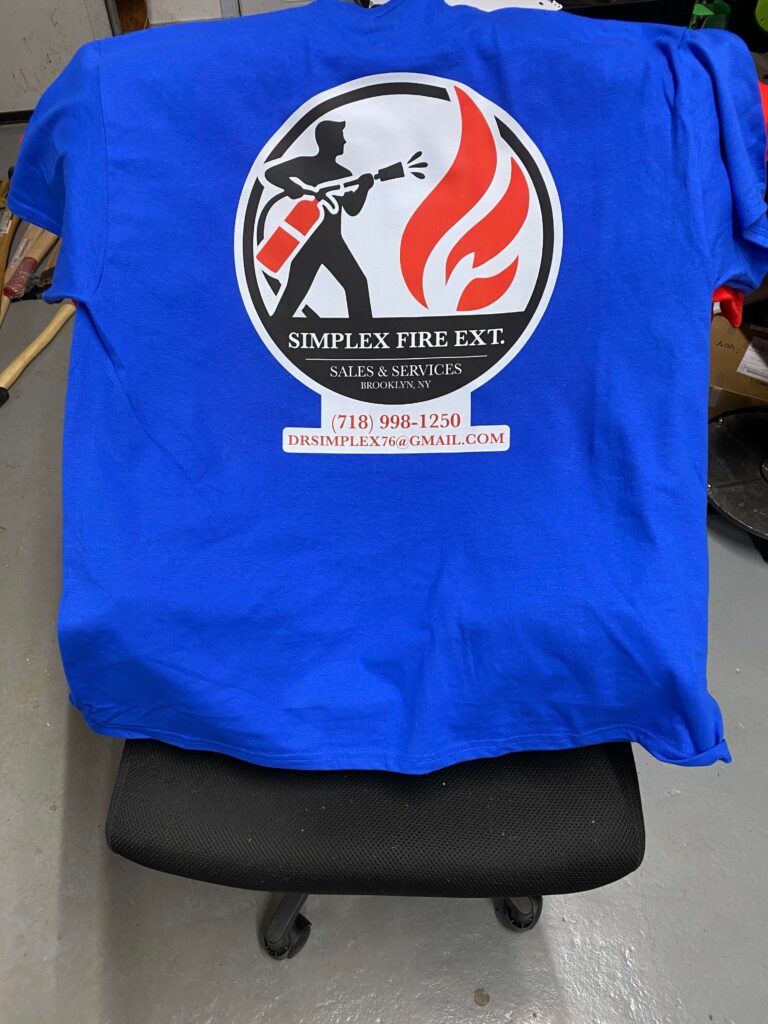 SIMPLEX FIRE EXT.
SALES & SERVICES
BROOKLYN, NY
(718) 998-1250
DRSIMPLEX76@GMAIL.COM